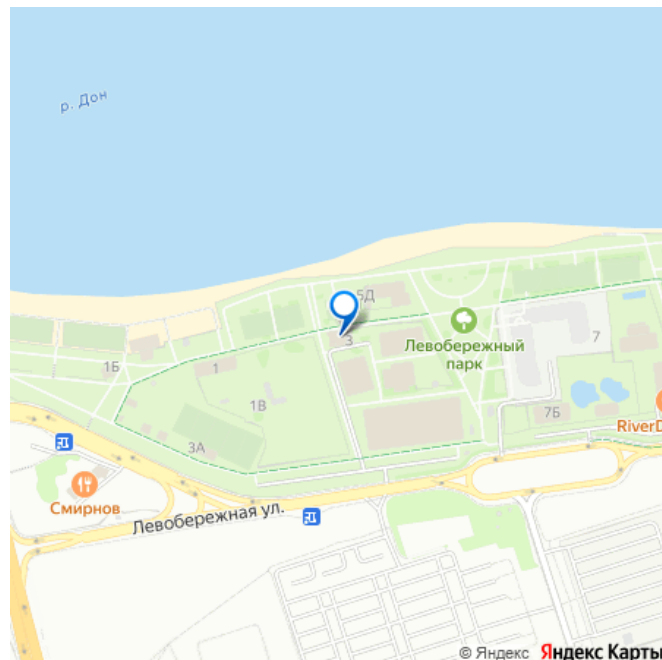 р. Дон
5Д
3
Левобережный
парк
7
1Б
1
1В
7Б
3А
RiverD
Смирнов
Левобережная ул.
© Яндекс Яндекс Карты